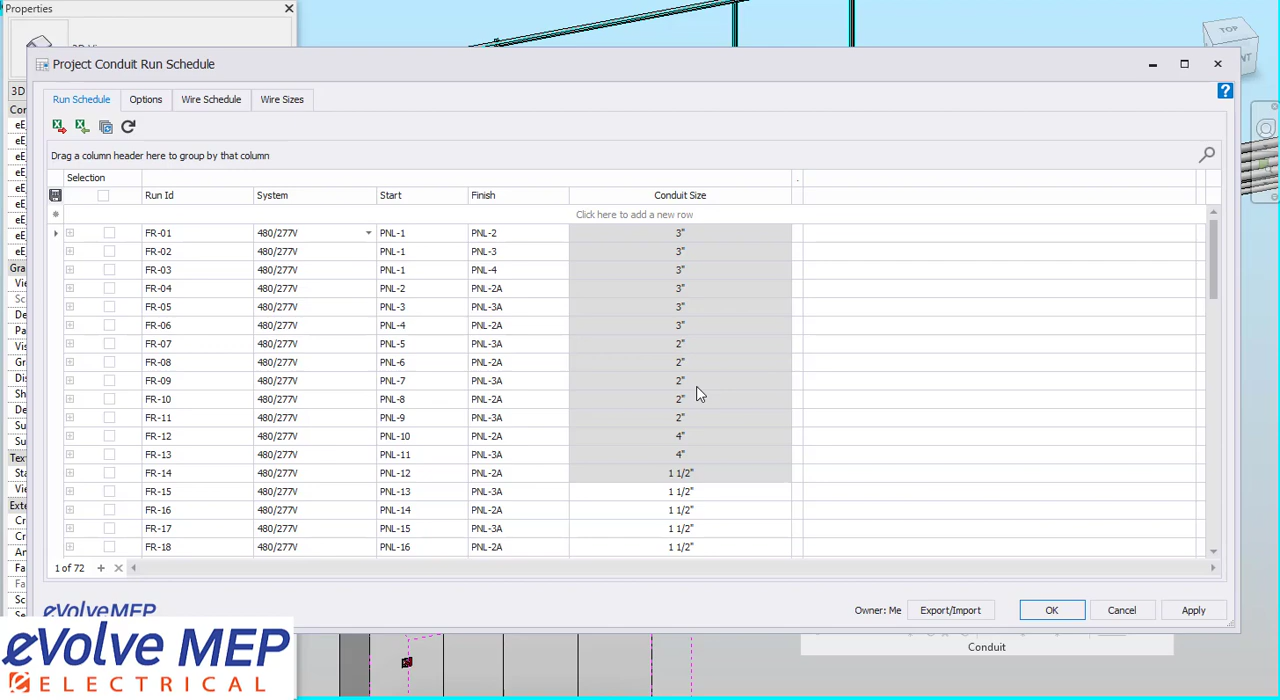 Properties
TOP
Project Conduit Run Schedule
3D
Run Schedule Options Wire Schedule Wire Sizes
?
Drag a column header here to group by that column
Selection
Run Id System Start Finish Conduit Size
Click here to add a new row
FR-01 480/277V PNL-1 PNL-2 3"
FR-02 480/277V PNL-1 PNL-3 3"
FR-03 480/277V PNL-1 PNL-4 3"
FR-04 480/277V PNL-2 PNL-2A 3"
FR-05 480/277V PNL-3 PNL-3A 3"
FR-06 480/277V PNL-4 PNL-2A 3"
FR-07 480/277V PNL-5 PNL-3A 2"
FR-08 480/277V PNL-6 PNL-2A 2"
FR-09 480/277V PNL-7 PNL-3A 2"
FR-10 480/277V PNL-8 PNL-2A 2"
FR-11 480/277V PNL-9 PNL-3A 2"
FR-12 480/277V PNL-10 PNL-2A 4"
FR-13 480/277V PNL-11 PNL-3A 4"
FR-14 480/277V PNL-12 PNL-2A 1 1/2"
FR-15 480/277V PNL-13 PNL-3A 1 1/2"
FR-16 480/277V PNL-14 PNL-2A 1 1/2"
FR-17 480/277V PNL-15 PNL-3A 1 1/2"
FR-18 480/277V PNL-16 PNL-2A 1 1/2"
1 of 72
eVolve MEP
Owner: Me Export/Import OK Cancel Apply
Conduit
eVolve MEP
ELECTRICAL